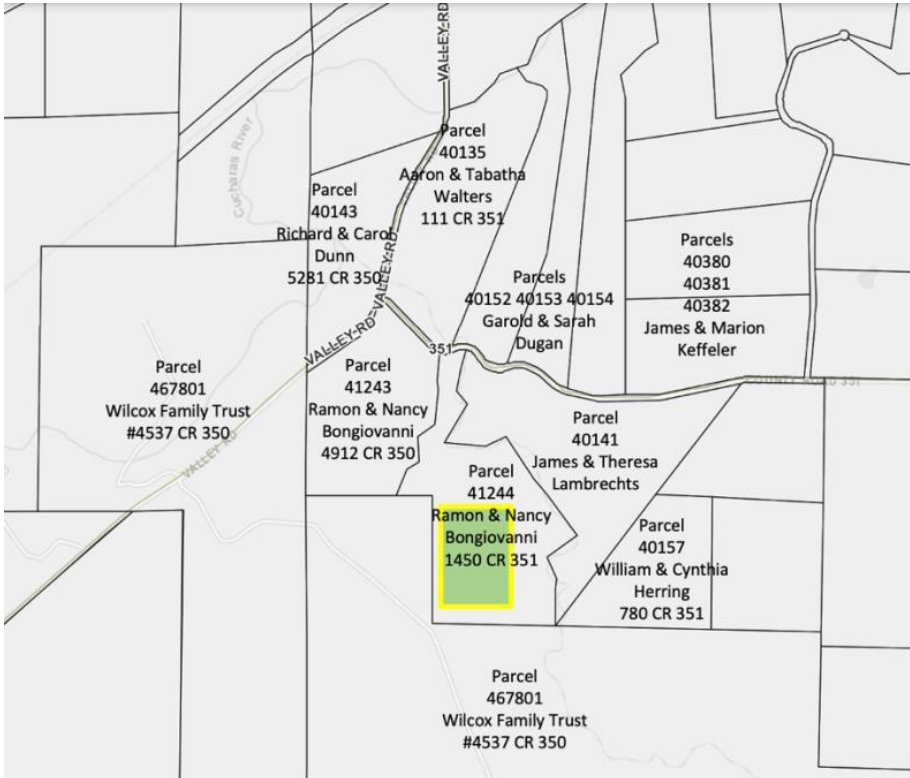 VALLEY RD
Cucharas River
Parcel
40135
Aaron & Tabatha
Walters
111 CR 351
Parcel
40143
Richard & Carol
Dunn
5281 CR 350
VALLEY RD
VALLEY RD
Parcels
40152 40153 40154
Garold & Sarah
Dugan
Parcels
40380
40381
40382
James & Marion
Keffeler
351
COUNTY ROAD 351
Parcel
467801
Wilcox Family Trust
#4537 CR 350
Parcel
41243
Ramon & Nancy
Bongiovanni
4912 CR 350
VALLEY RD
Parcel
40141
James & Theresa
Lambrechts
Parcel
41244
Ramon & Nancy
Bongiovanni
1450 CR 351
Parcel
40157
William & Cynthia
Herring
780 CR 351
Parcel
467801
Wilcox Family Trust
#4537 CR 350